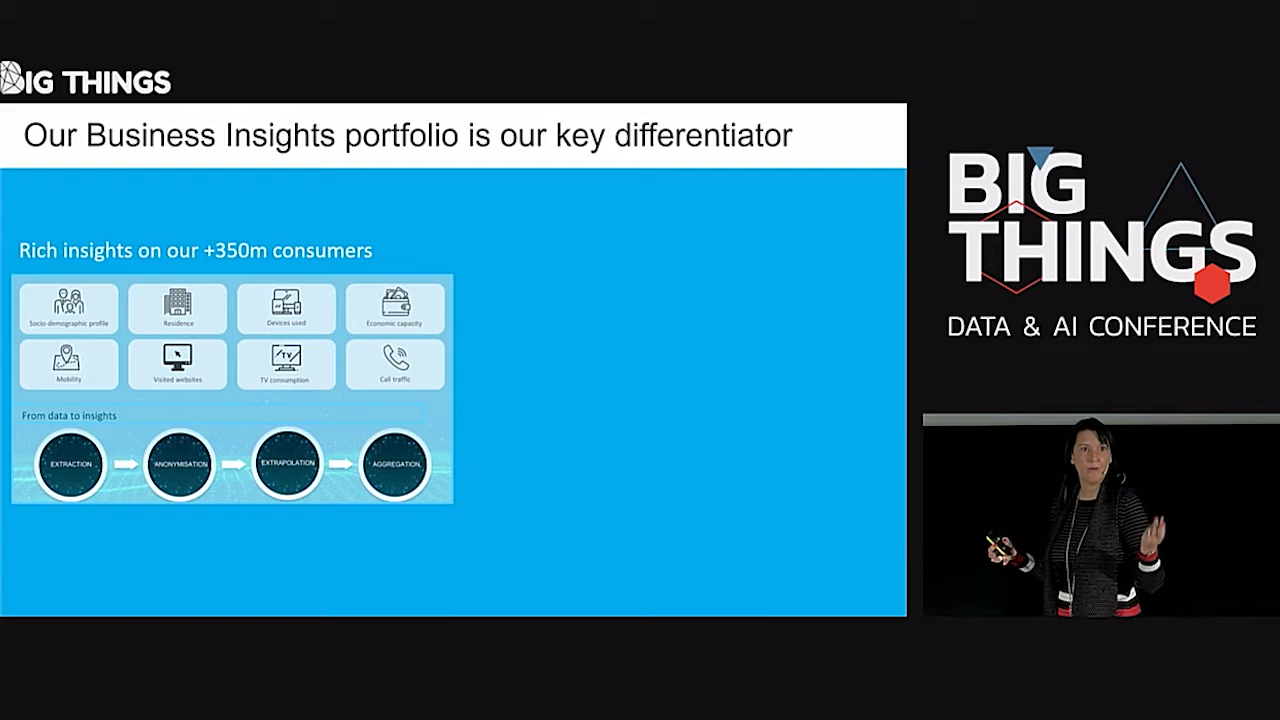 BIG THINGS
Our Business Insights portfolio is our key differentiator
Rich insights on our +350m consumers
Socio-demographic profile
Residence
Devices used
Economic capacity
Mobility
Visited websites
TV
TV consumption
Call traffic
From data to insights
EXTRACTION
ANONYMISATION
EXTRAPOLATION
AGGREGATION
BIG
THINGS
DATA & AI CONFERENCE